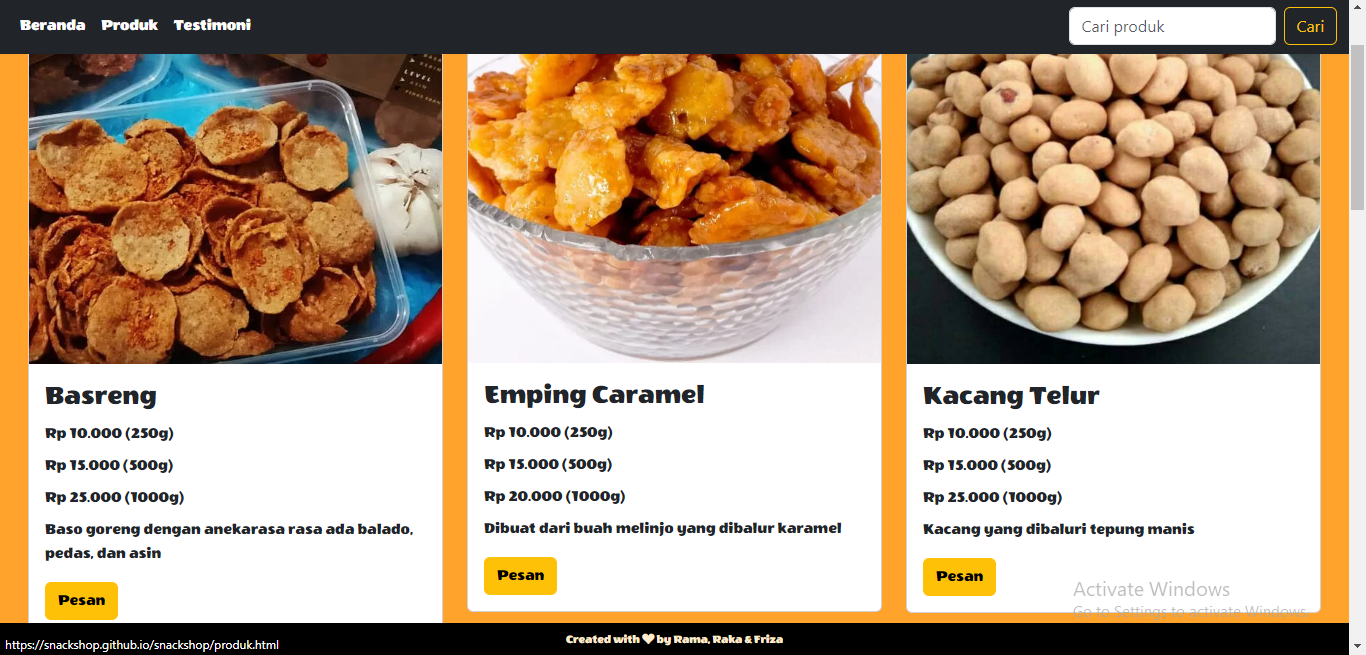 Beranda Produk Testimoni Cari produk Cari
LEVEL
Basreng
Rp 10.000 (250g)
Rp 15.000 (500g)
Rp 25.000 (1000g)
Baso goreng dengan anekarasa rasa ada balado,
pedas, dan asin
Pesan
Emping Caramel
Rp 10.000 (250g)
Rp 15.000 (500g)
Rp 20.000 (1000g)
Dibuat dari buah melinjo yang dibalur karamel
Pesan
Kacang Telur
Rp 10.000 (250g)
Rp 15.000 (500g)
Rp 25.000 (1000g)
Kacang yang dibaluri tepung manis
Pesan
Activate Windows
Go to Settings to activate Windows.
Created with ❤ by Rama, Raka & Friza
https://snackshop.github.io/snackshop/produk.html